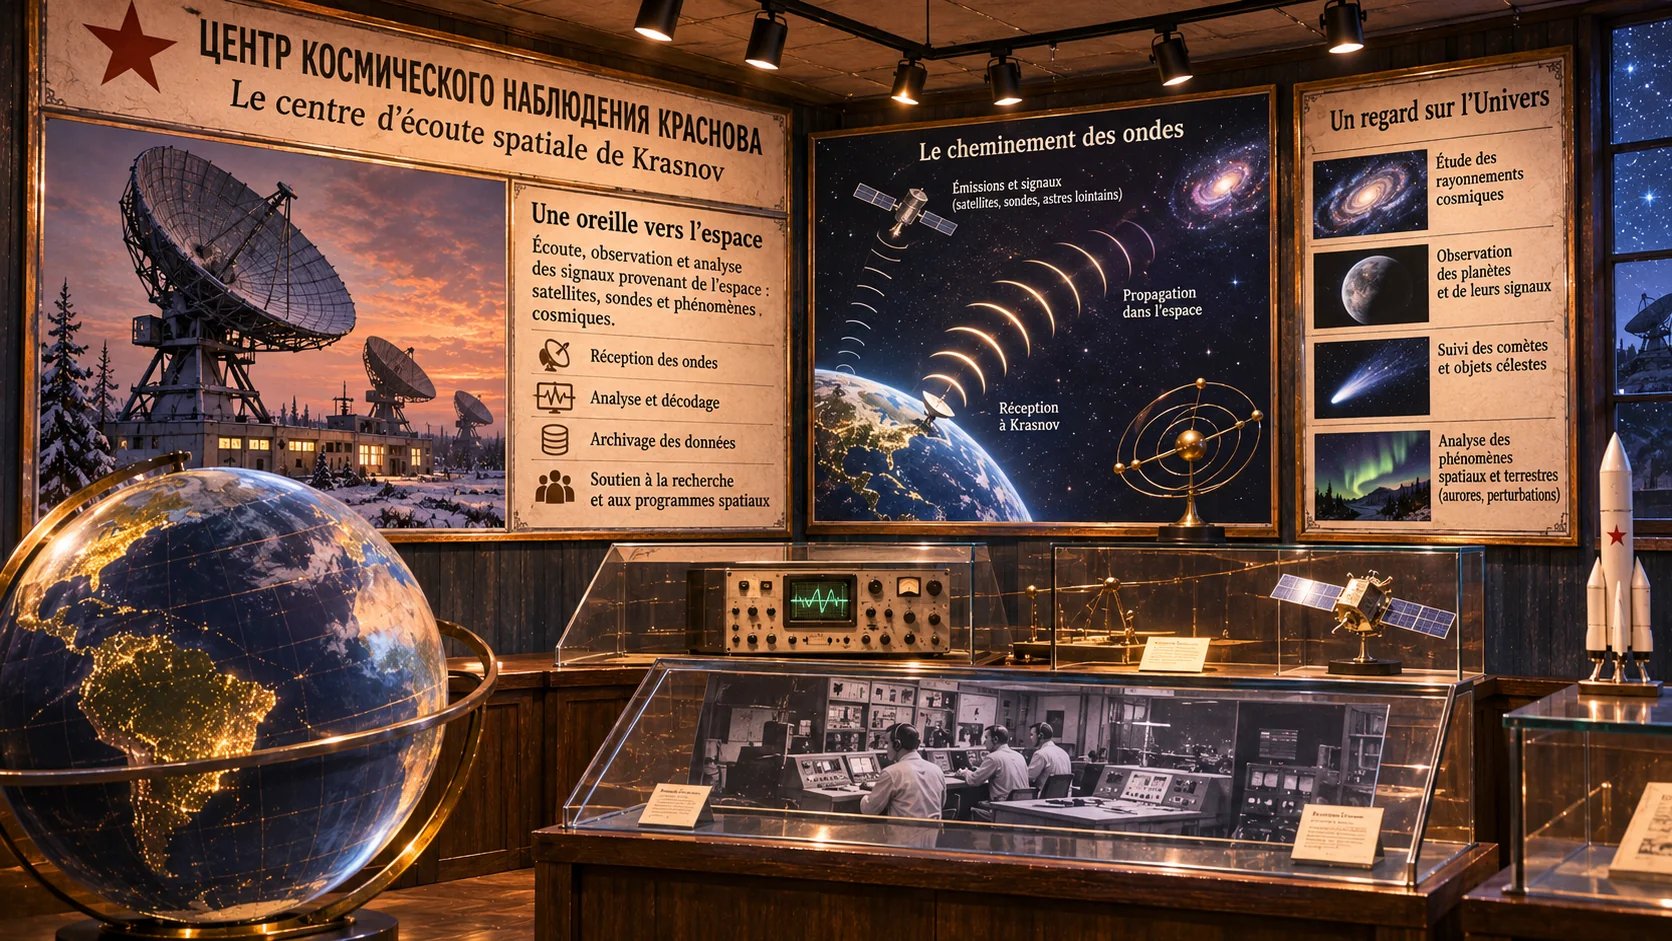 ЦЕНТР КОСМИЧЕСКОГО НАБЛЮДЕНИЯ КРАСНОВА
Le centre d'écoute spatiale de Krasnov
Une oreille vers l'espace
Écoute, observation et analyse
des signaux provenant de l'espace :
satellites, sondes et phénomènes.
cosmiques.
Réception des ondes
Analyse et décodage
Archivage des données
Soutien à la recherche
et aux programmes spatiaux
Le cheminement des ondes
Émissions et signaux
(satellites, sondes, astres lointains)
Propagation
dans l'espace
Réception
à Krasnov
Un regard sur l'Univers
Étude des
rayonnements
cosmiques
Observation
des planètes
et de leurs signaux
Suivi des comètes
et objets célestes
Analyse des
phénomènes
spatiaux et terrestres
(aurores, perturbations)